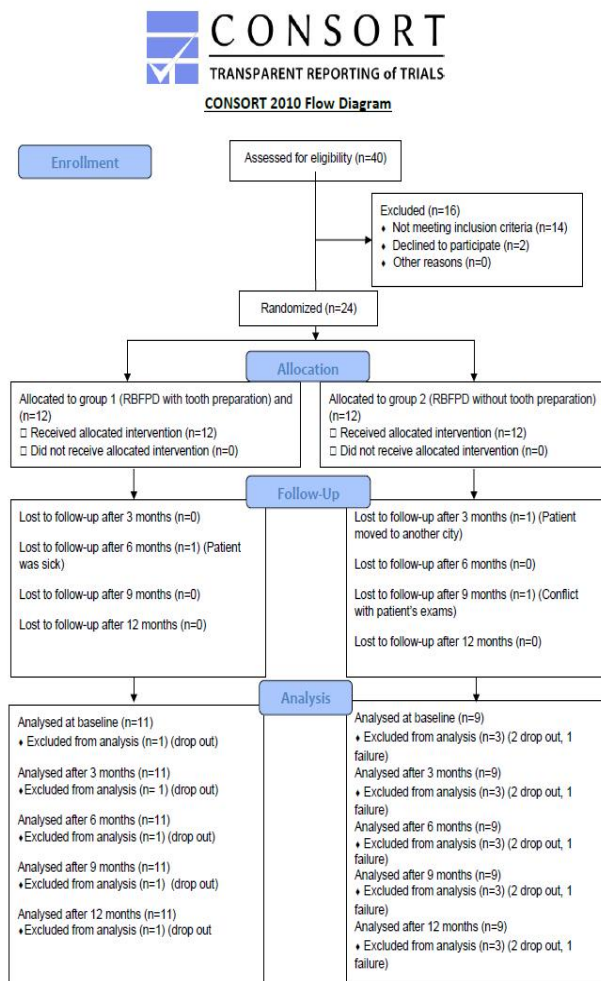 CONSORT
TRANSPARENT REPORTING of TRIALS
CONSORT 2010 Flow Diagram
Enrollment
Assessed for eligibility (n=40)
Excluded (n=16)
♦ Not meeting inclusion criteria (n=14)
♦ Declined to participate (n=2)
♦ Other reasons (n=0)
Randomized (n=24)
Allocation
Allocated to group 1 (RBFPD with tooth preparation) and
(n=12)
□ Received allocated intervention (n=12)
□ Did not receive allocated intervention (n=0)
Allocated to group 2 (RBFPD without tooth preparation)
(n=12)
□ Received allocated intervention (n=12)
□ Did not receive allocated intervention (n=0)
Follow-Up
Lost to follow-up after 3 months (n=0)
Lost to follow-up after 6 months (n=1) (Patient
was sick)
Lost to follow-up after 9 months (n=0)
Lost to follow-up after 12 months (n=0)
Lost to follow-up after 3 months (n=1) (Patient
moved to another city)
Lost to follow-up after 6 months (n=0)
Lost to follow-up after 9 months (n=1) (Conflict
with patient's exams)
Lost to follow-up after 12 months (n=0)
Analysis
Analysed at baseline (n=11)
♦ Excluded from analysis (n=1) (drop out)
Analysed after 3 months (n=11)
♦Excluded from analysis (n= 1) (drop out)
Analysed after 6 months (n=11)
♦Excluded from analysis (n=1) (drop out)
Analysed after 9 months (n=11)
♦Excluded from analysis (n=1) (drop out)
Analysed after 12 months (n=11)
♦Excluded from analysis (n=1) (drop out
Analysed at baseline (n=9)
♦ Excluded from analysis (n=3) (2 drop out, 1
failure)
Analysed after 3 months (n=9)
♦ Excluded from analysis (n=3) (2 drop out, 1
failure)
Analysed after 6 months (n=9)
♦ Excluded from analysis (n=3) (2 drop out, 1
failure)
Analysed after 9 months (n=9)
♦ Excluded from analysis (n=3) (2 drop out, 1
failure)
Analysed after 12 months (n=9)
♦ Excluded from analysis (n=3) (2 drop out, 1
failure)